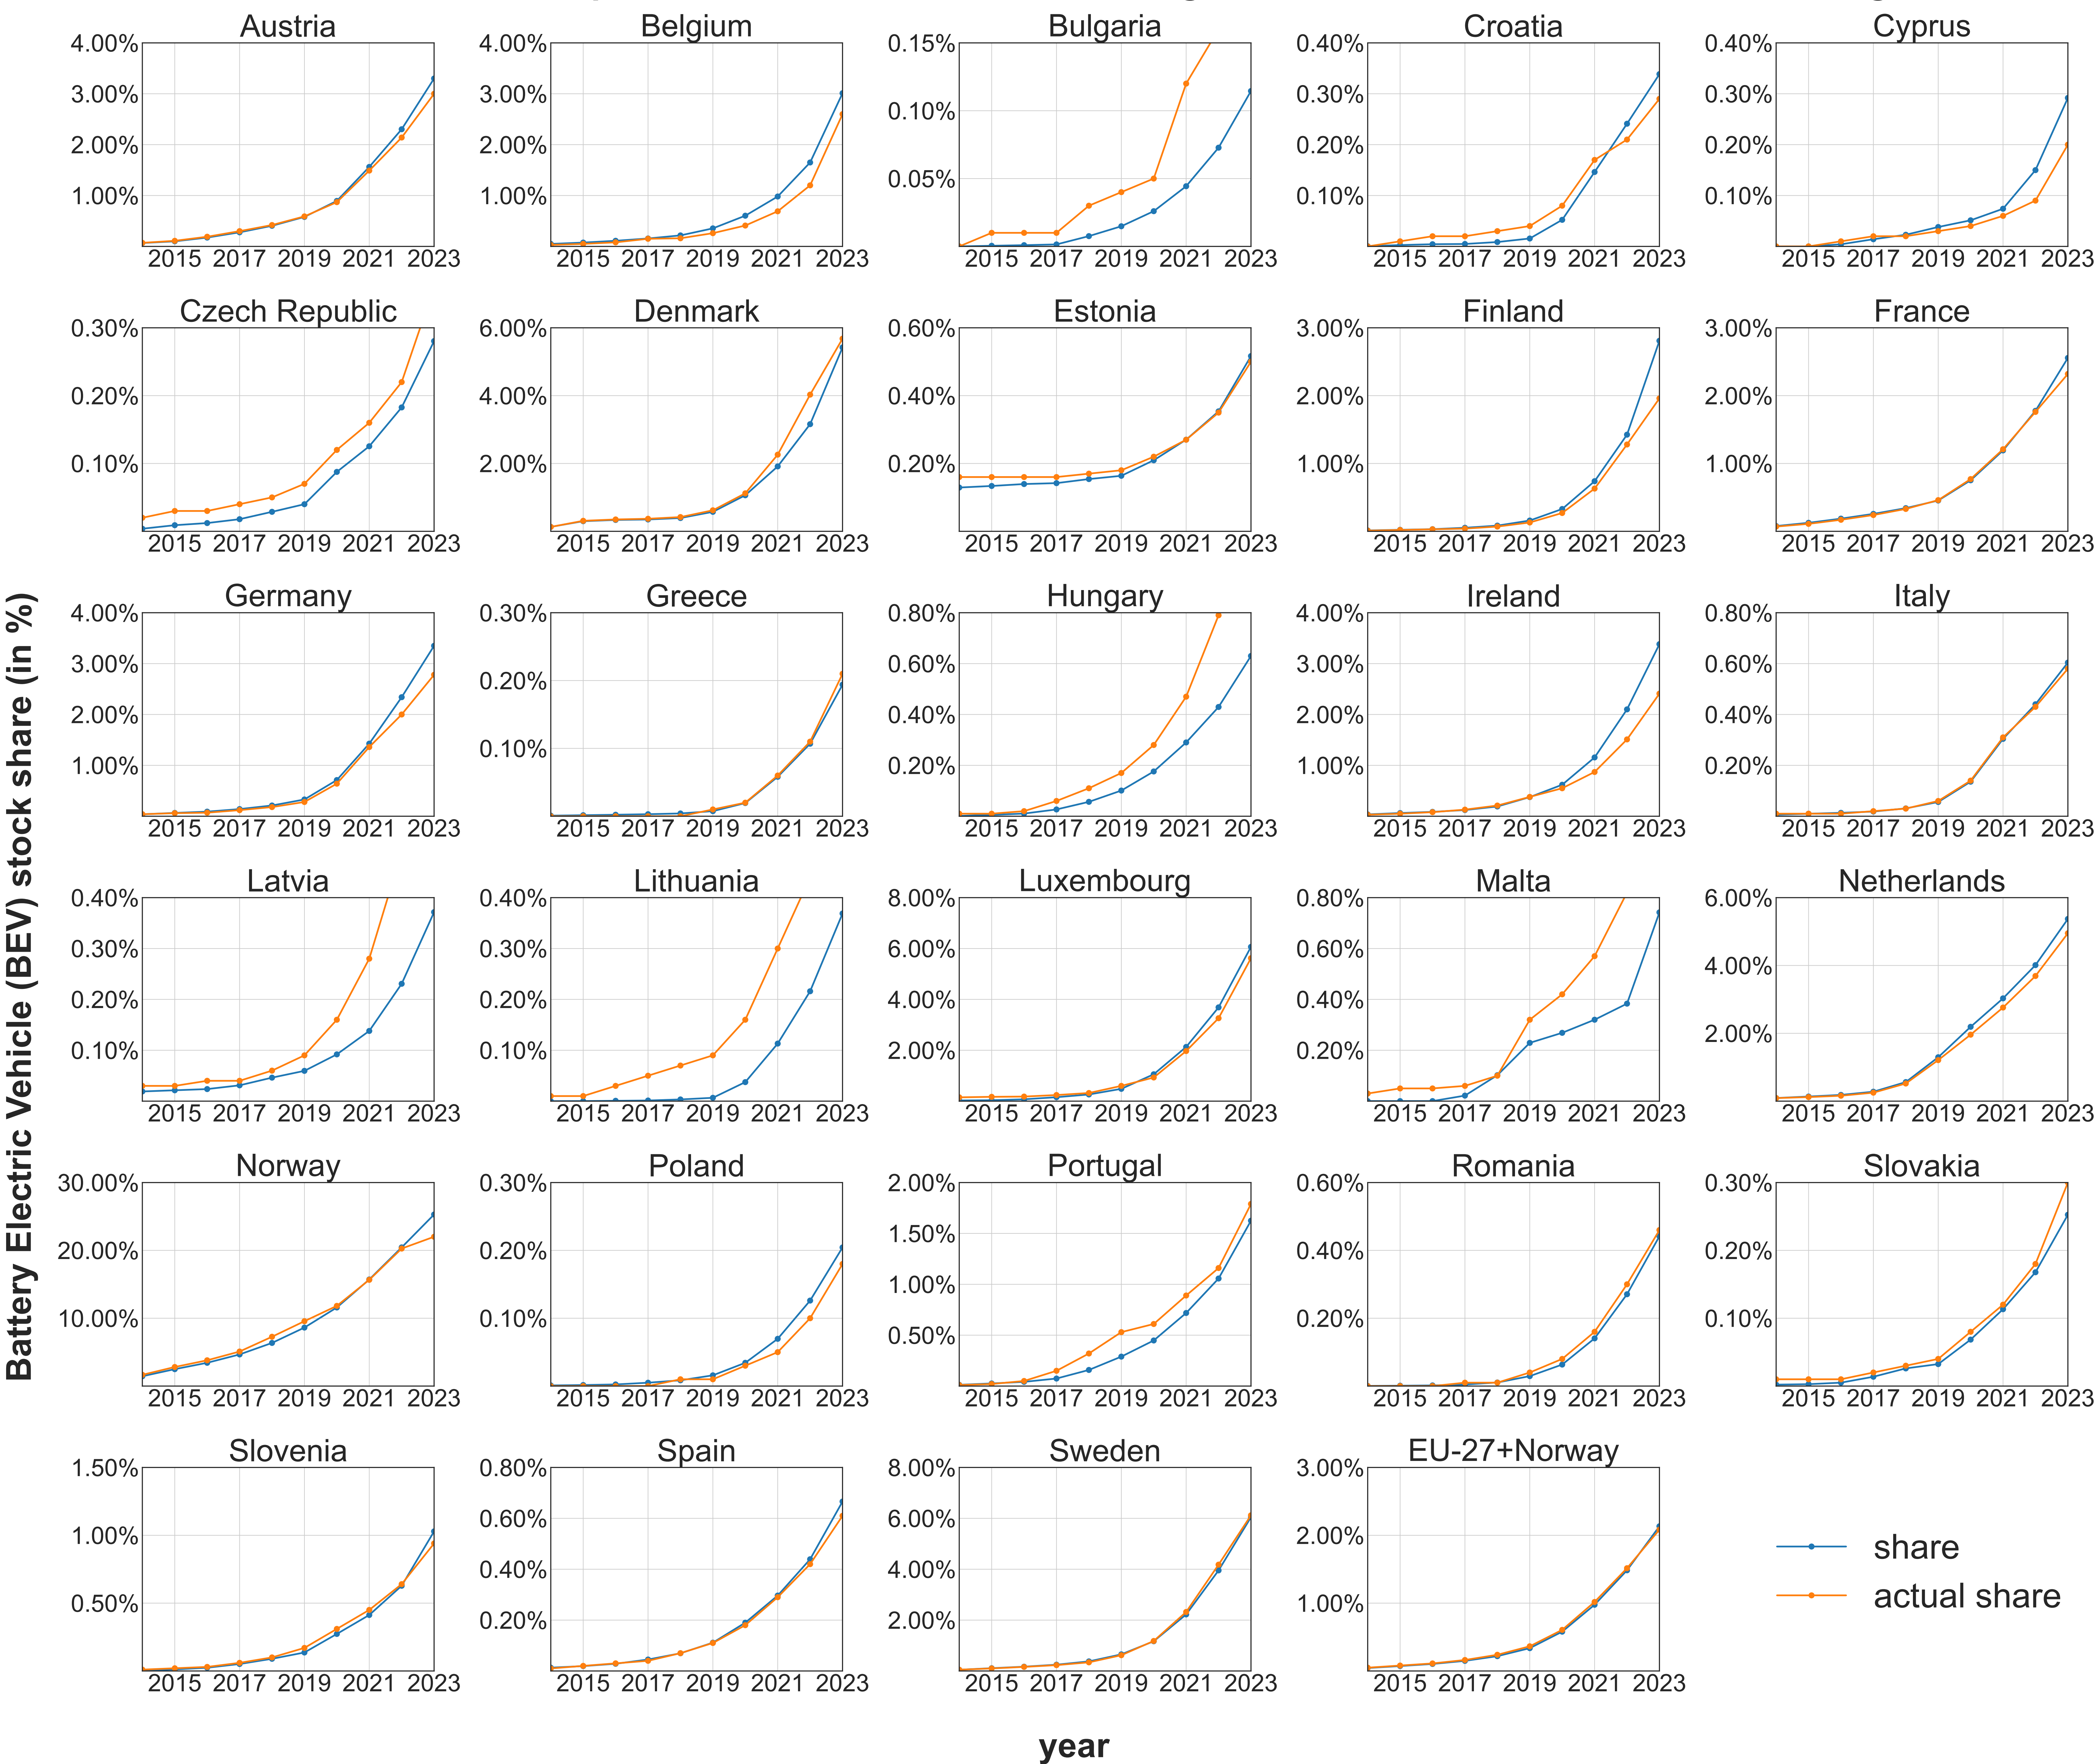 Austria Belgium Bulgaria Croatia Cyprus
4.00% 4.00% 0.15% 0.40% 0.40%
3.00% 3.00% 0.10% 0.30% 0.30%
2.00% 2.00% 0.05% 0.20% 0.20%
1.00% 1.00% 0.10% 0.10%
2015 2017 2019 2021 2023 2015 2017 2019 2021 2023 2015 2017 2019 2021 2023 2015 2017 2019 2021 2023 2015 2017 2019 2021 2023
Czech Republic Denmark Estonia Finland France
0.30% 6.00% 0.60% 3.00% 3.00%
0.20% 4.00% 0.40% 2.00% 2.00%
0.10% 2.00% 0.20% 1.00% 1.00%
2015 2017 2019 2021 2023 2015 2017 2019 2021 2023 2015 2017 2019 2021 2023 2015 2017 2019 2021 2023 2015 2017 2019 2021 2023
Battery Electric Vehicle (BEV) stock share (in %)
Germany Greece Hungary Ireland Italy
4.00% 0.30% 0.80% 4.00% 0.80%
3.00% 0.20% 0.60% 3.00% 0.60%
2.00% 0.10% 0.40% 2.00% 0.40%
1.00% 0.20% 1.00% 0.20%
2015 2017 2019 2021 2023 2015 2017 2019 2021 2023 2015 2017 2019 2021 2023 2015 2017 2019 2021 2023 2015 2017 2019 2021 2023
Latvia Lithuania Luxembourg Malta Netherlands
0.40% 0.40% 8.00% 0.80% 6.00%
0.30% 0.30% 6.00% 0.60% 4.00%
0.20% 0.20% 4.00% 0.40% 2.00%
0.10% 0.10% 2.00% 0.20%
2015 2017 2019 2021 2023 2015 2017 2019 2021 2023 2015 2017 2019 2021 2023 2015 2017 2019 2021 2023 2015 2017 2019 2021 2023
Norway Poland Portugal Romania Slovakia
30.00% 0.30% 2.00% 0.60% 0.30%
20.00% 0.20% 1.50% 0.40% 0.20%
10.00% 0.10% 1.00% 0.20% 0.10%
0.50%
2015 2017 2019 2021 2023 2015 2017 2019 2021 2023 2015 2017 2019 2021 2023 2015 2017 2019 2021 2023 2015 2017 2019 2021 2023
Slovenia Spain Sweden EU-27+Norway
1.50% 0.80% 8.00% 3.00%
1.00% 0.60% 6.00% 2.00%
0.50% 0.40% 4.00% 1.00%
0.20% 2.00%
2015 2017 2019 2021 2023 2015 2017 2019 2021 2023 2015 2017 2019 2021 2023 2015 2017 2019 2021 2023
share
actual share
year